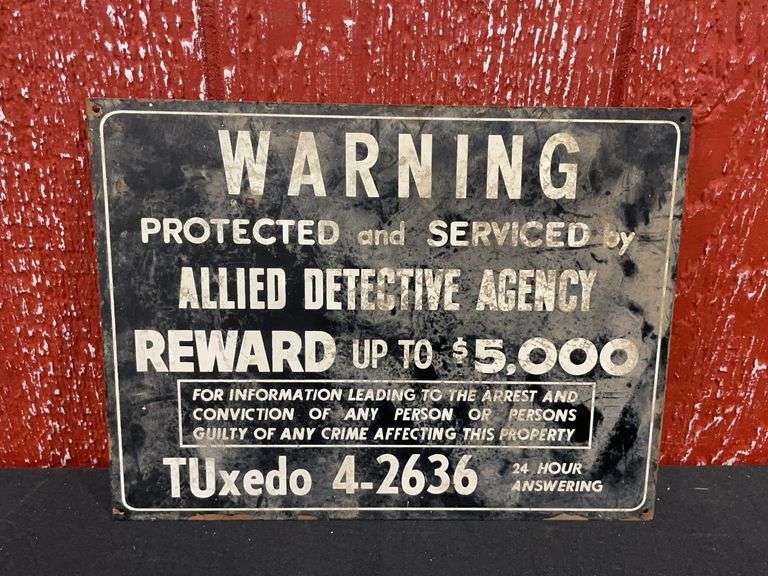 WARNING
PROTECTED and SERVICED by
ALLIED DETECTIVE AGENCY
REWARD UP TO $5,000
FOR INFORMATION LEADING TO THE ARREST AND
CONVICTION OF ANY PERSON OR PERSONS
GUILTY OF ANY CRIME AFFECTING THIS PROPERTY
TUxedo 4-2636 24 HOUR
ANSWERING